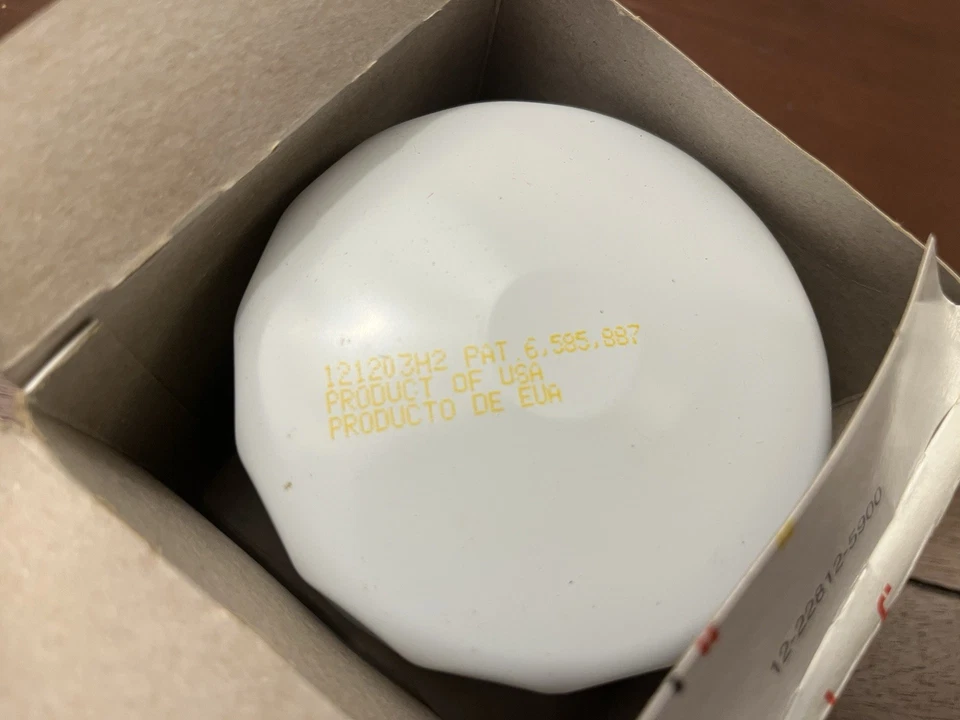 121203H2 PAT 6,585,887
PRODUCT OF USA
PRODUCTO DE EUA
12-22812-5900